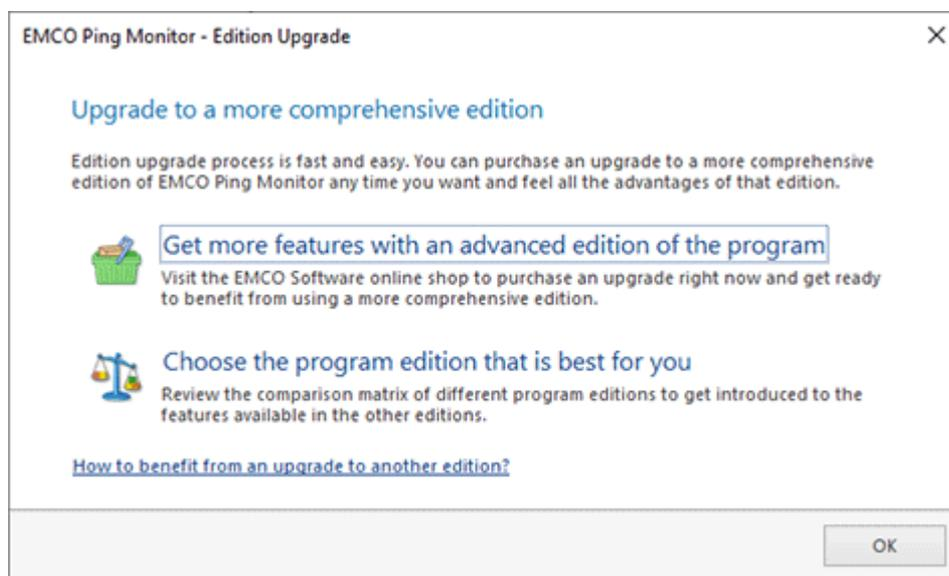 EMCO Ping Monitor - Edition Upgrade
Upgrade to a more comprehensive edition
Edition upgrade process is fast and easy. You can purchase an upgrade to a more comprehensive
edition of EMCO Ping Monitor any time you want and feel all the advantages of that edition.
Get more features with an advanced edition of the program
Visit the EMCO Software online shop to purchase an upgrade right now and get ready
to benefit from using a more comprehensive edition.
Choose the program edition that is best for you
Review the comparison matrix of different program editions to get introduced to the
features available in the other editions.
How to benefit from an upgrade to another edition?
OK